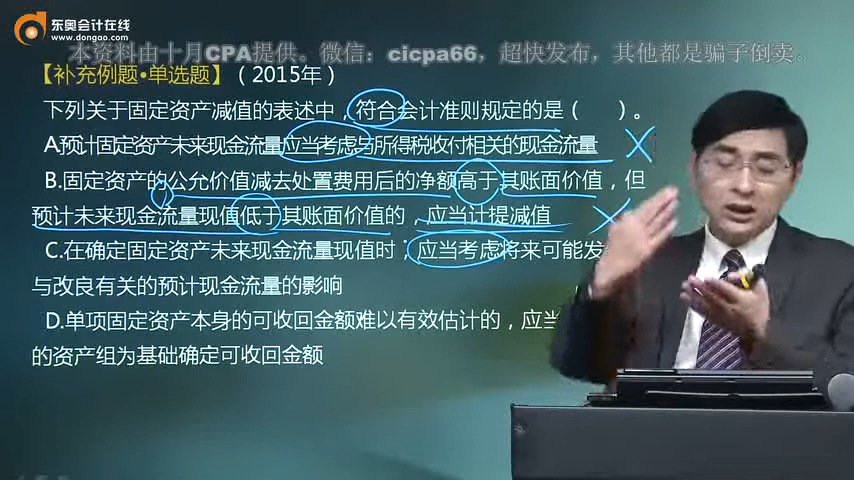 东奥会计在线
www.dongao.com
本资料由十月CPA提供。微信：cicpa66，超快发布，其他都是骗子倒卖。
【补充例题•单选题】（2015年）
下列关于固定资产减值的表述中，符合会计准则规定的是（ ）。
A.预计固定资产未来现金流量应当考虑与所得税收付相关的现金流量
B.固定资产的公允价值减去处置费用后的净额高于其账面价值，但
预计未来现金流量现值低于其账面价值的，应当计提减值
C.在确定固定资产未来现金流量现值时，应当考虑将来可能发
与改良有关的预计现金流量的影响
D.单项固定资产本身的可收回金额难以有效估计的，应当
的资产组为基础确定可收回金额